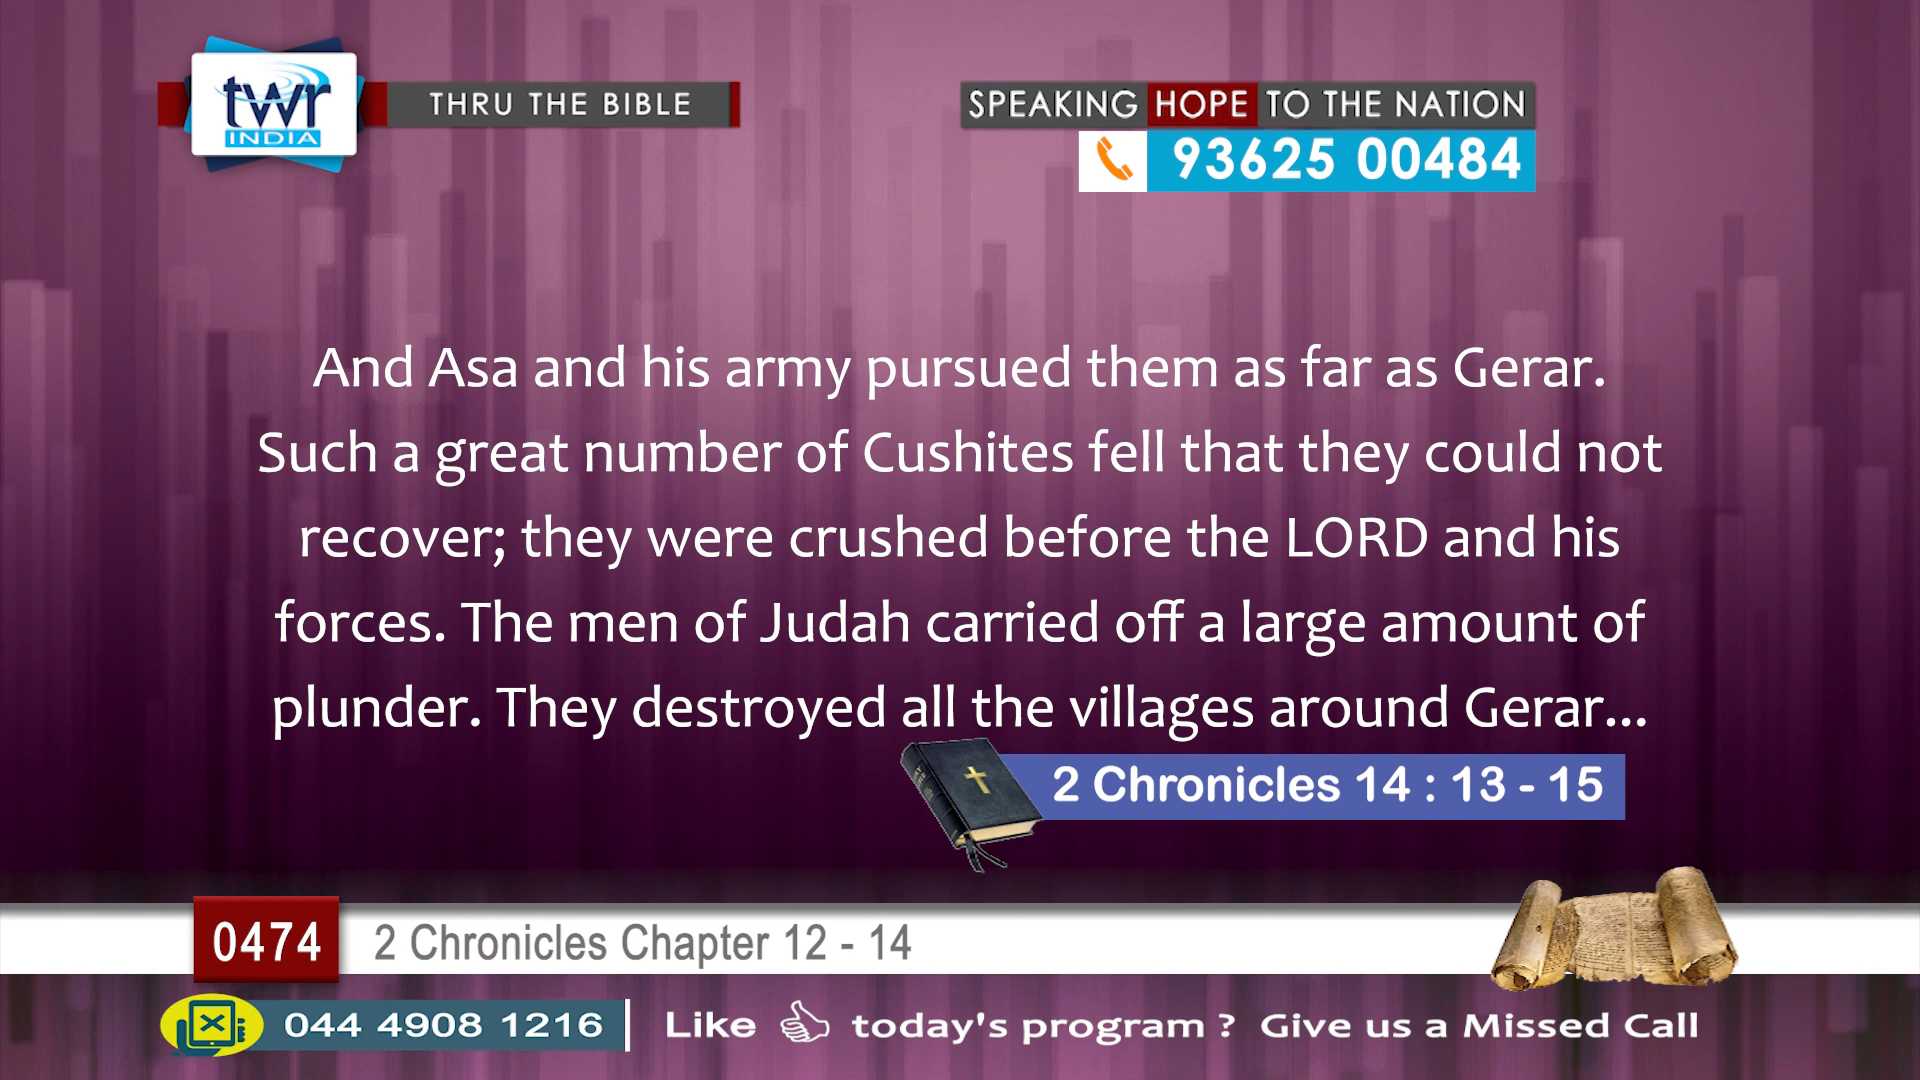 twr
INDIA
THRU THE BIBLE
SPEAKING HOPE TO THE NATION
93625 00484
And Asa and his army pursued them as far as Gerar.
Such a great number of Cushites fell that they could not
recover; they were crushed before the LORD and his
forces. The men of Judah carried off a large amount of
plunder. They destroyed all the villages around Gerar...
2 Chronicles 14 : 13 - 15
0474 2 Chronicles Chapter 12 - 14
044 4908 1216 Like today's program ? Give us a Missed Call